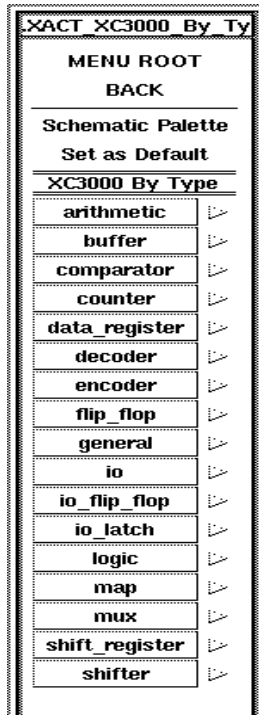 .XACT_XC3000_By_Ty
MENU ROOT
BACK
Schematic Palette
Set as Default
XC3000 By Type
arithmetic
buffer
comparator
counter
data_register
decoder
encoder
flip_flop
general
io
io_flip_flop
io_latch
logic
map
mux
shift_register
shifter